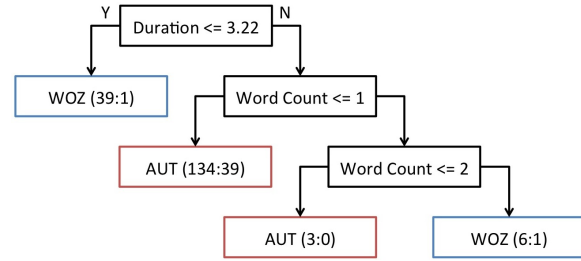 Y
N
Duration <= 3.22
WOZ (39:1)
Word Count <= 1
AUT (134:39)
Word Count <= 2
AUT (3:0)
WOZ (6:1)